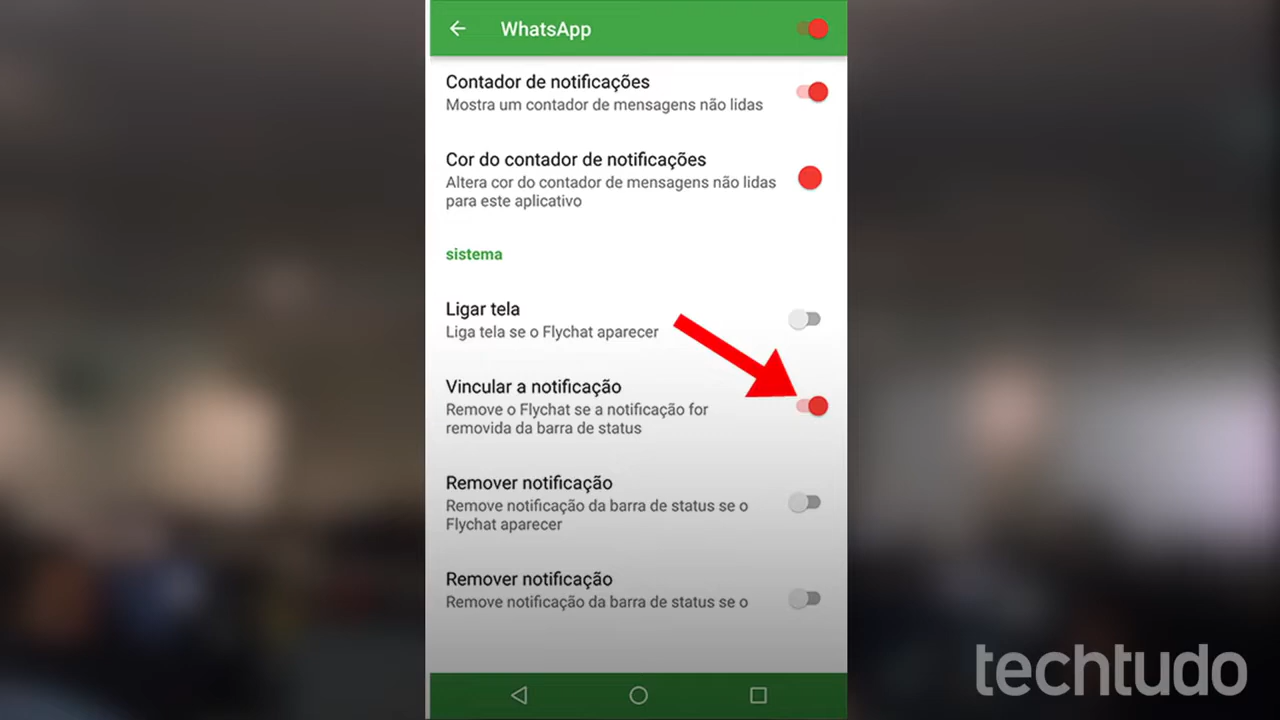 WhatsApp
Contador de notificações
Mostra um contador de mensagens não lidas
Cor do contador de notificações
Altera cor do contador de mensagens não lidas
para este aplicativo
sistema
Ligar tela
Liga tela se o Flychat aparecer
Vincular a notificação
Remove o Flychat se a notificação for
removida da barra de status
Remover notificação
Remove notificação da barra de status se o
Flychat aparecer
Remover notificação
Remove notificação da barra de status se o
techtudo